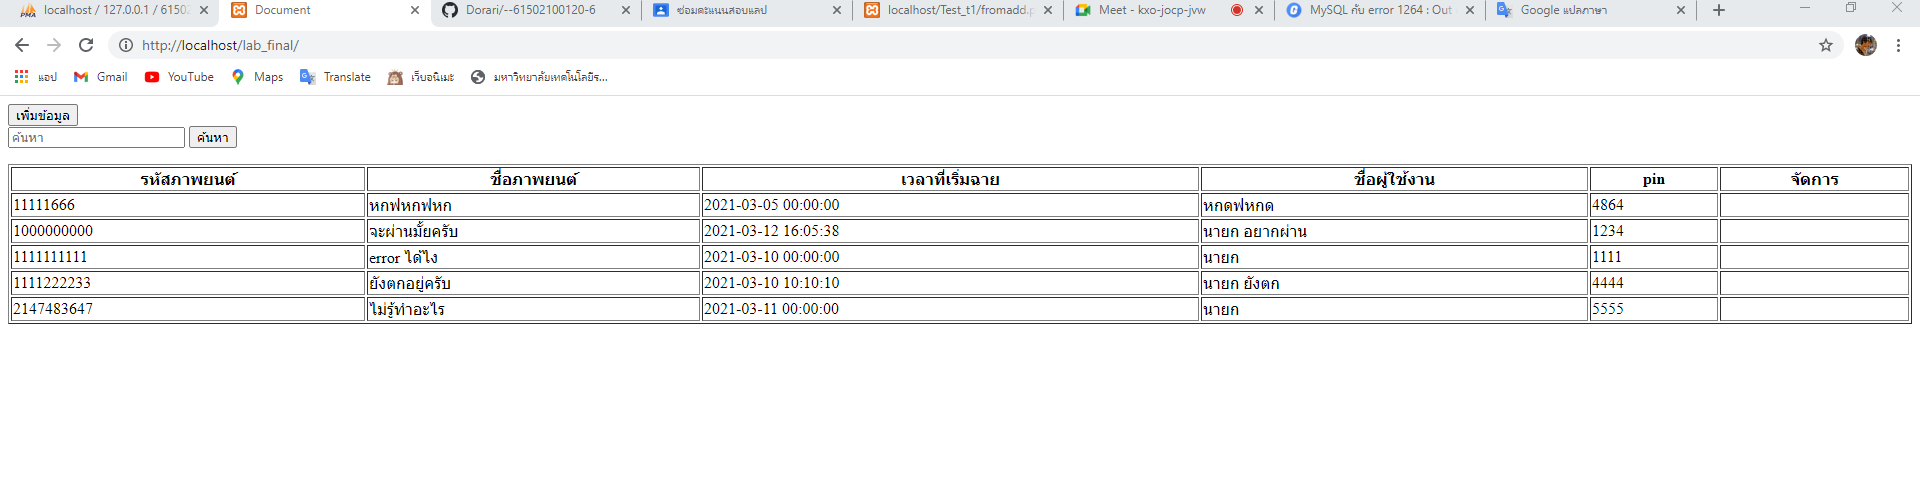 localhost / 127.0.0.1 / 61502 Document Dorari/--61502100120-6 ซ่อมคะแนนสอบแลป localhost/Test_t1/fromadd.p Meet - kxo-jocp-jvw MySQL กับ error 1264 : Out Google แปลภาษา
http://localhost/lab_final/
แอป Gmail YouTube Maps Translate เว็บอนิเมะ มหาวิทยาลัยเทคโนโลยีร...
เพิ่มข้อมูล
ค้นหา ค้นหา
รหัสภาพยนต์ ชื่อภาพยนต์ เวลาที่เริ่มฉาย ชื่อผู้ใช้งาน pin จัดการ
11111666 หกฟหกฟหก 2021-03-05 00:00:00 หกดฟหกด 4864
1000000000 จะผ่านมั้ยครับ 2021-03-12 16:05:38 นายก อยากผ่าน 1234
1111111111 error ได้ไง 2021-03-10 00:00:00 นายก 1111
1111222233 ยังตกอยู่ครับ 2021-03-10 10:10:10 นายก ยังตก 4444
2147483647 ไม่รู้ทำอะไร 2021-03-11 00:00:00 นายก 5555